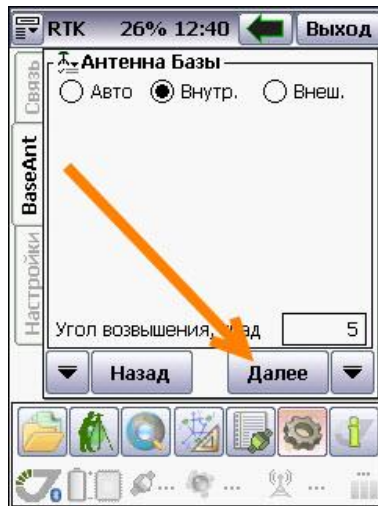 RTK 26% 12:40 Выход
Антенна Базы
Авто Внутр. Внеш.
Связь
BaseAnt
Настройки
Угол возвышения, 5
Назад Далее